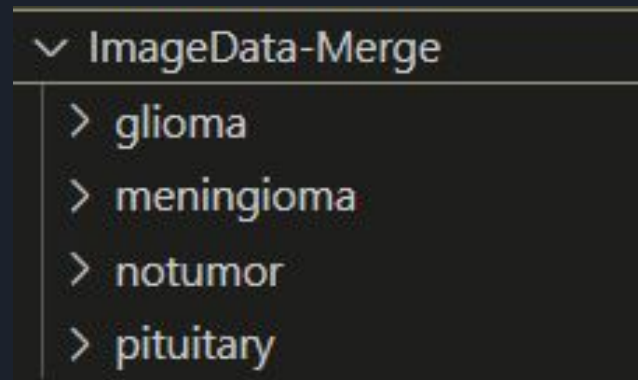 ImageData-Merge
glioma
meningioma
notumor
pituitary